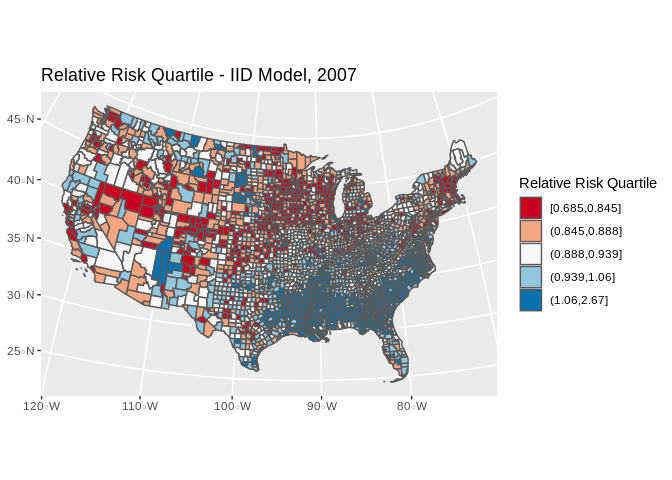 Relative Risk Quartile - IID Model, 2007
45°N
40°N
35°N
30°N
25°N
120°W
110°W
100°W
90°W
80°W
Relative Risk Quartile
[0.685,0.845]
(0.845,0.888]
(0.888,0.939]
(0.939,1.06]
(1.06,2.67]